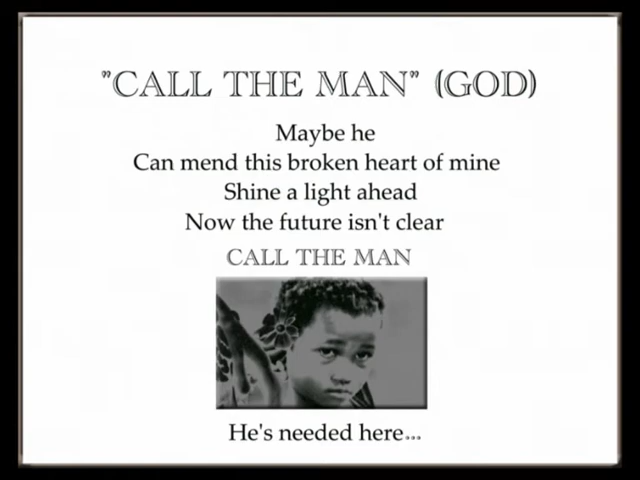 "CALL THE MAN" (GOD)
Maybe he
Can mend this broken heart of mine
Shine a light ahead
Now the future isn't clear
CALL THE MAN
He's needed here...